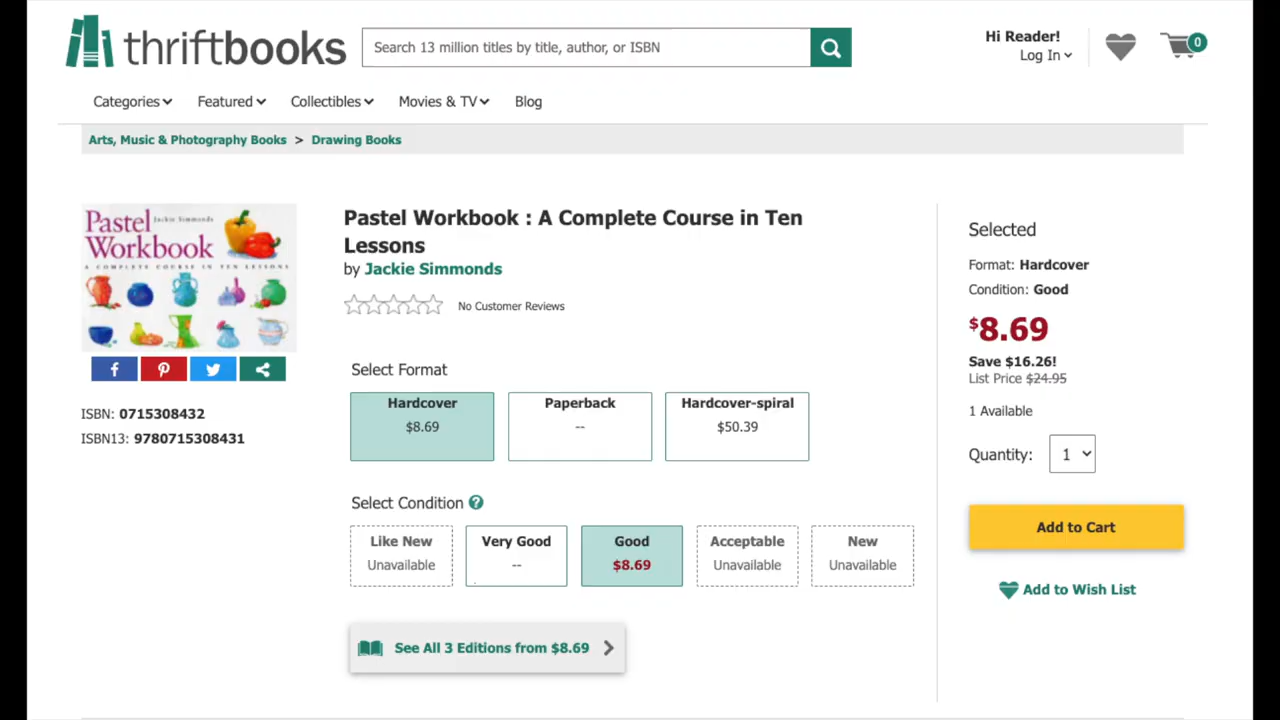 thriftbooks
Search 13 million titles by title, author, or ISBN
Hi Reader!
Log In
0
Categories
Featured
Collectibles
Movies & TV
Blog
Arts, Music & Photography Books > Drawing Books
Pastel Jackie Simmonds
Workbook
A COMPLETE COURSE IN TEN LESSONS
ISBN: 0715308432
ISBN13: 9780715308431
Pastel Workbook : A Complete Course in Ten
Lessons
by Jackie Simmonds
No Customer Reviews
Select Format
Hardcover
$8.69
Paperback
--
Hardcover-spiral
$50.39
Select Condition ?
Like New
Unavailable
Very Good
--
Good
$8.69
Acceptable
Unavailable
New
Unavailable
See All 3 Editions from $8.69
Selected
Format: Hardcover
Condition: Good
$8.69
Save $16.26!
List Price $24.95
1 Available
Quantity: 1
Add to Cart
Add to Wish List